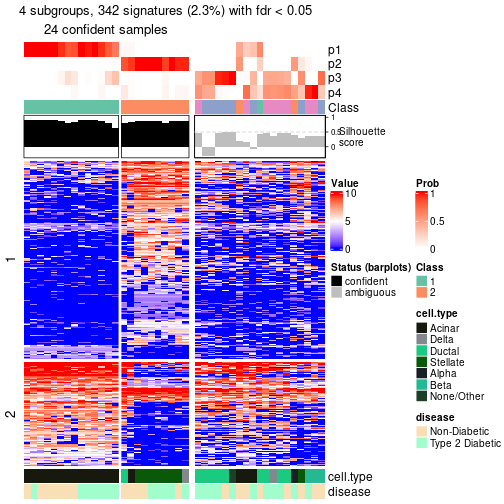 4 subgroups, 342 signatures (2.3%) with fdr < 0.05
24 confident samples
p1
p2
p3
p4
Class
1
0.5
0
Silhouette
score
1
2
cell.type
disease
Value
10
5
0
Prob
1
0.5
0
Status (barplots)
confident
ambiguous
Class
1
2
cell.type
Acinar
Delta
Ductal
Stellate
Alpha
Beta
None/Other
disease
Non-Diabetic
Type 2 Diabetic